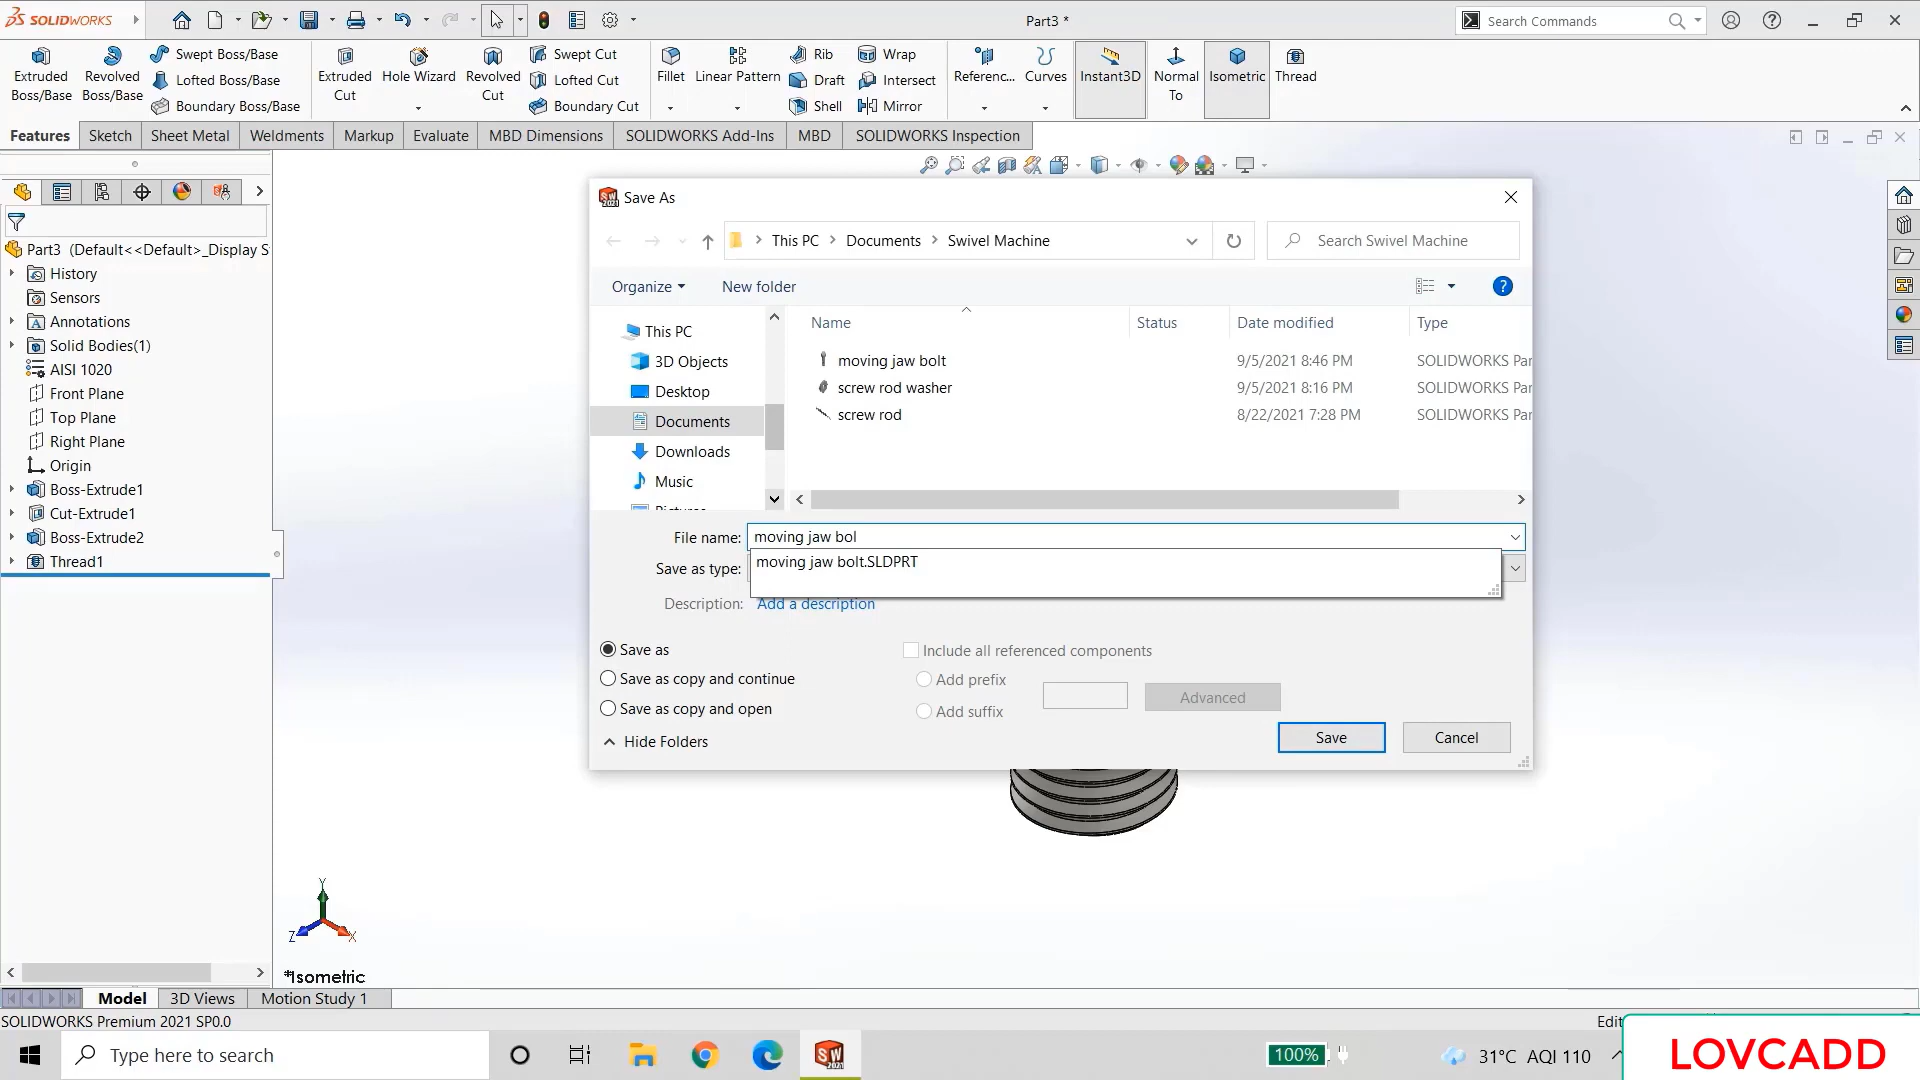 SOLIDWORKS
Part3 *
Search Commands
Extruded Boss/Base
Revolved Boss/Base
Swept Boss/Base
Lofted Boss/Base
Boundary Boss/Base
Extruded Cut
Hole Wizard
Revolved Cut
Swept Cut
Lofted Cut
Boundary Cut
Fillet
Linear Pattern
Rib
Draft
Shell
Wrap
Intersect
Mirror
Referenc...
Curves
Instant3D
Normal To
Isometric
Thread
Features
Sketch
Sheet Metal
Weldments
Markup
Evaluate
MBD Dimensions
SOLIDWORKS Add-Ins
MBD
SOLIDWORKS Inspection
Part3 (Default<<Default>_Display S
History
Sensors
Annotations
Solid Bodies(1)
AISI 1020
Front Plane
Top Plane
Right Plane
Origin
Boss-Extrude1
Cut-Extrude1
Boss-Extrude2
Thread1
Save As
This PC > Documents > Swivel Machine
Search Swivel Machine
Organize
New folder
This PC
3D Objects
Desktop
Documents
Downloads
Music
Name Status Date modified Type
moving jaw bolt 9/5/2021 8:46 PM SOLIDWORKS Par
screw rod washer 9/5/2021 8:16 PM SOLIDWORKS Par
screw rod 8/22/2021 7:28 PM SOLIDWORKS Par
File name: moving jaw bol
moving jaw bolt.SLDPRT
Save as type:
Description: Add a description
Save as
Save as copy and continue
Save as copy and open
Include all referenced components
Add prefix
Add suffix
Advanced
Hide Folders
Save
Cancel
Y
Z
X
*Isometric
Model
3D Views
Motion Study 1
SOLIDWORKS Premium 2021 SP0.0
Edit
Type here to search
100%
31°C AQI 110
LOVCADD